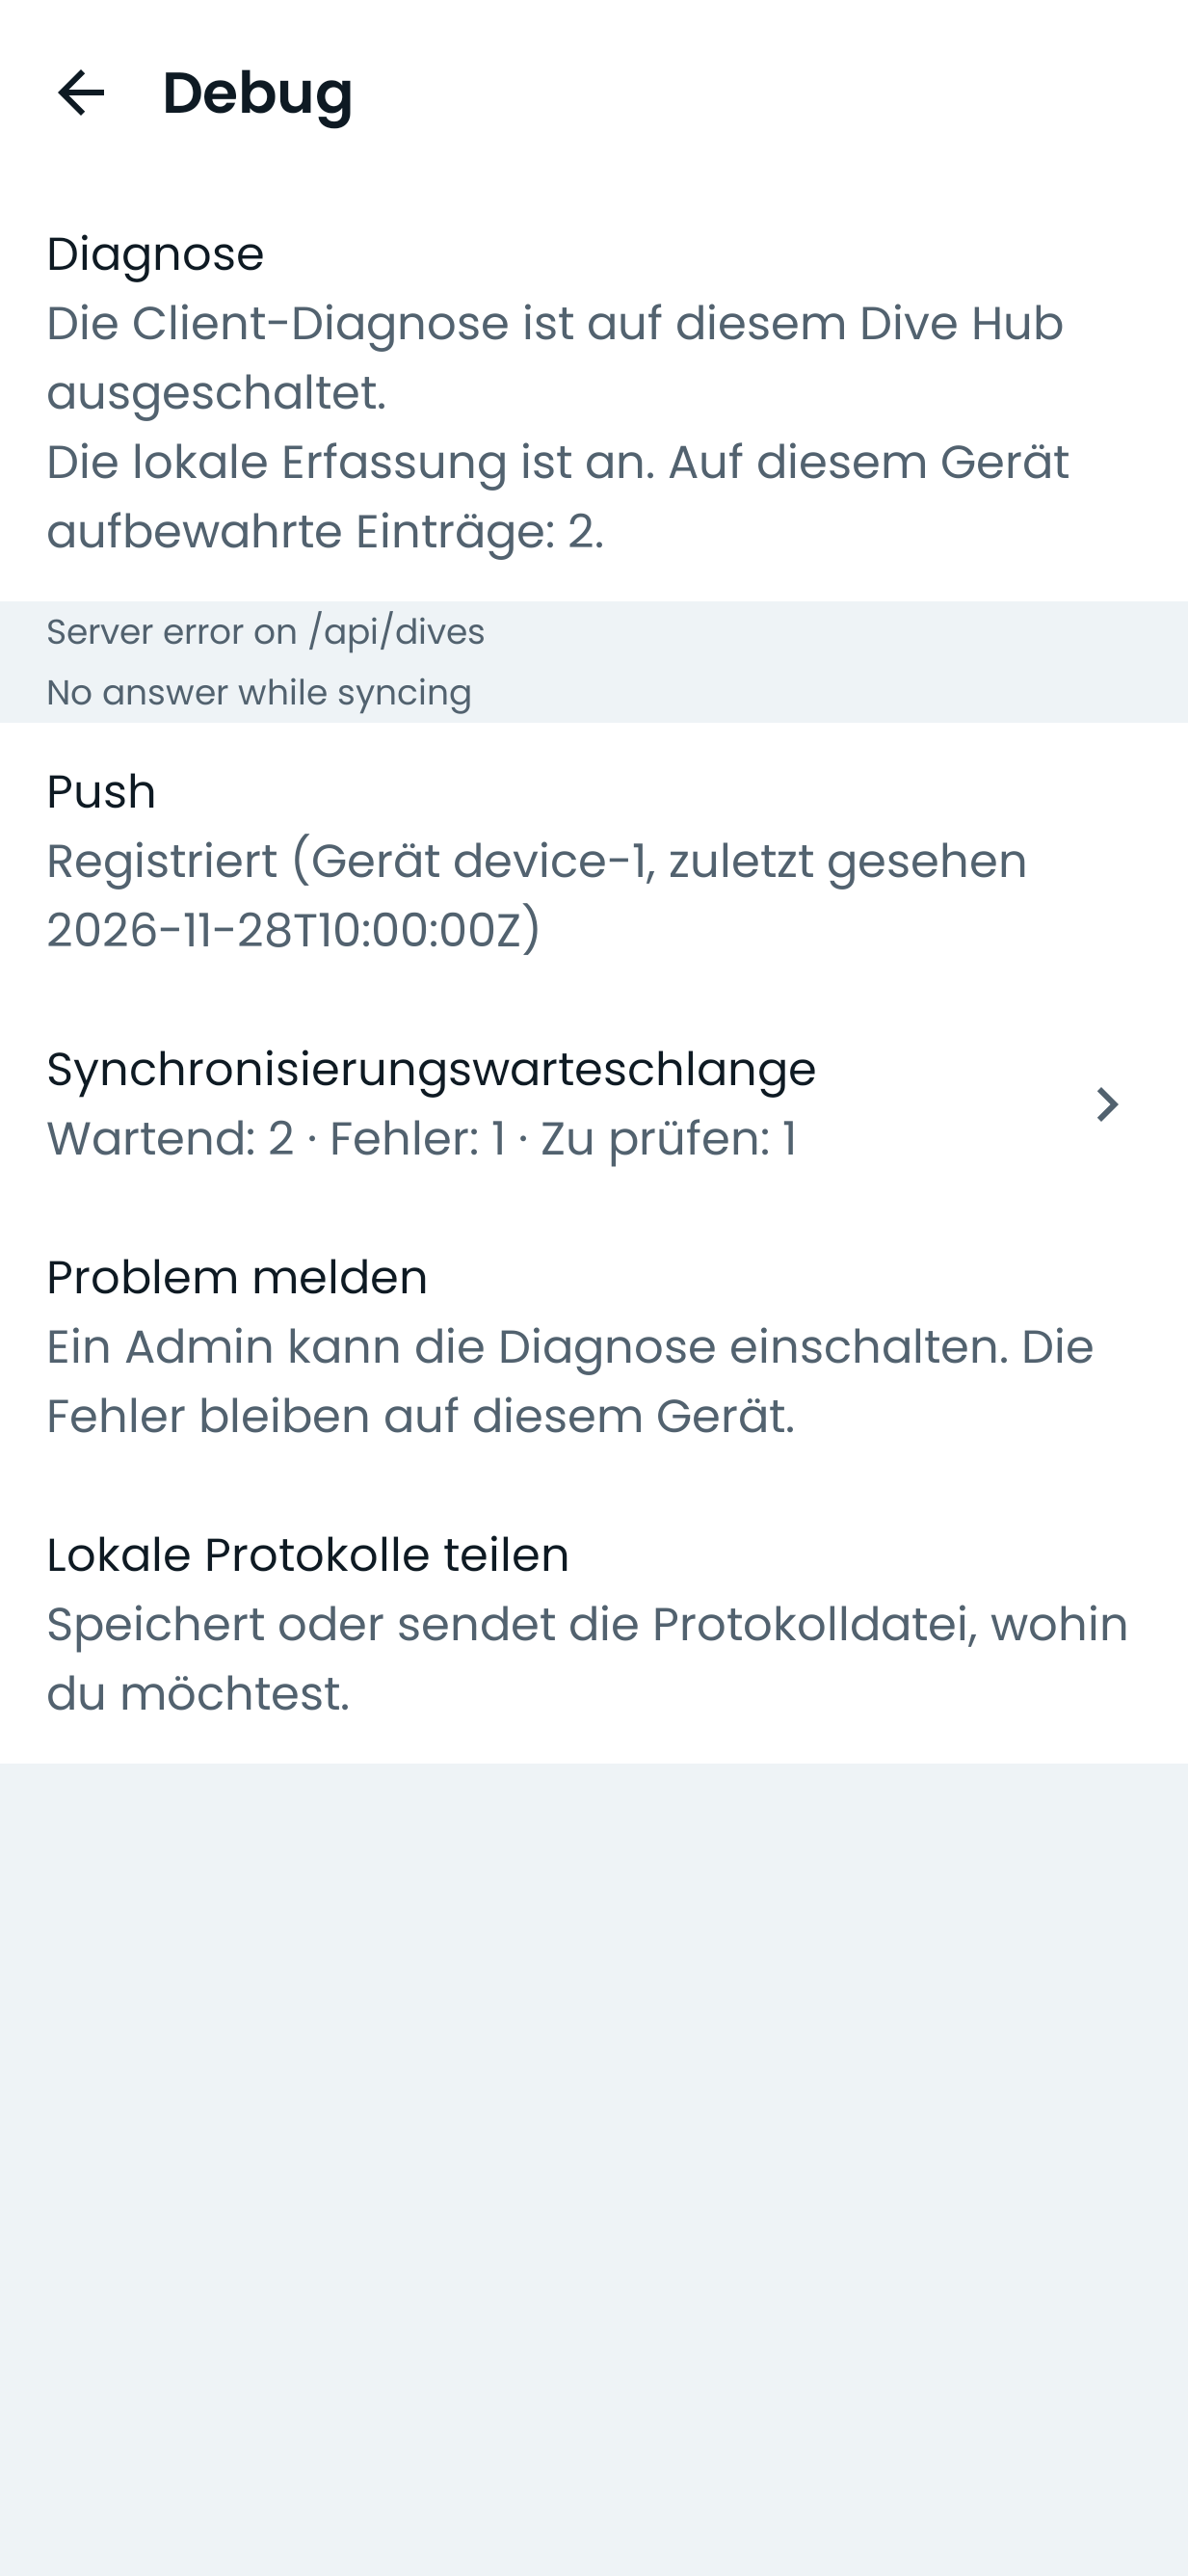 Debug
Diagnose
Die Client-Diagnose ist auf diesem Dive Hub
ausgeschaltet.
Die lokale Erfassung ist an. Auf diesem Gerät
aufbewahrte Einträge: 2.
Server error on /api/dives
No answer while syncing
Push
Registriert (Gerät device-1, zuletzt gesehen
2026-11-28T10:00:00Z)
Synchronisierungswarteschlange
Wartend: 2 · Fehler: 1 · Zu prüfen: 1
Problem melden
Ein Admin kann die Diagnose einschalten. Die
Fehler bleiben auf diesem Gerät.
Lokale Protokolle teilen
Speichert oder sendet die Protokolldatei, wohin
du möchtest.